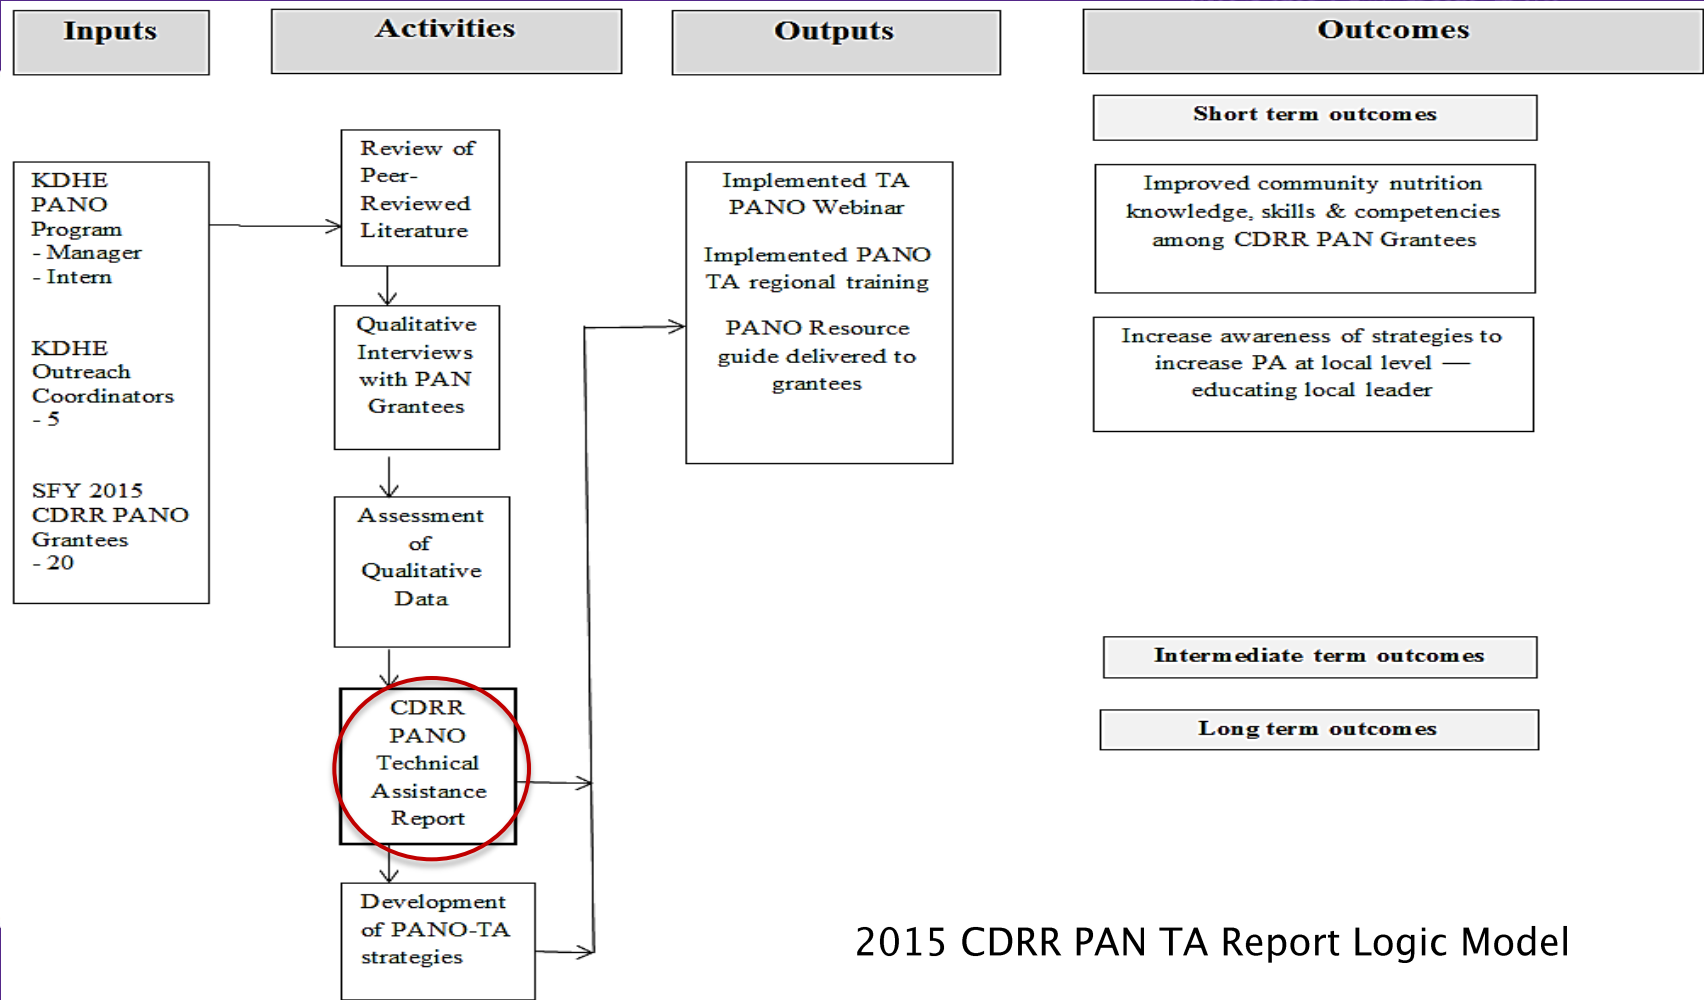 Inputs
Activities
Outputs
Outcomes
KDHE
PANO
Program
- Manager
- Intern
KDHE
Outreach
Coordinators
- 5
SFY 2015
CDRR PANO
Grantees
- 20
Review of
Peer-
Reviewed
Literature
Qualitative
Interviews
with PAN
Grantees
Assessment
of
Qualitative
Data
CDRR
PANO
Technical
Assistance
Report
Development
of PANO-TA
strategies
Implemented TA
PANO Webinar
Implemented PANO
TA regional training
PANO Resource
guide delivered to
grantees
Short term outcomes
Improved community nutrition
knowledge, skills & competencies
among CDRR PAN Grantees
Increase awareness of strategies to
increase PA at local level —
educating local leader
Intermediate term outcomes
Long term outcomes
2015 CDRR PAN TA Report Logic Model